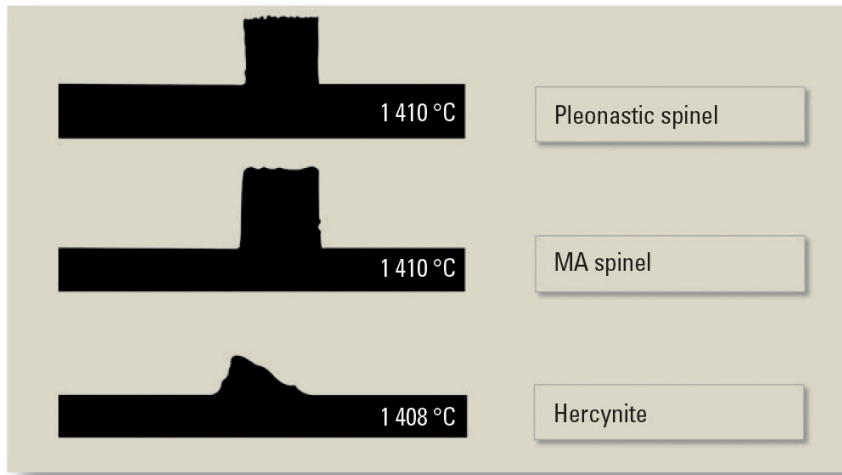 1 410 °C
Pleonastic spinel
1 410 °C
MA spinel
1 408 °C
Hercynite